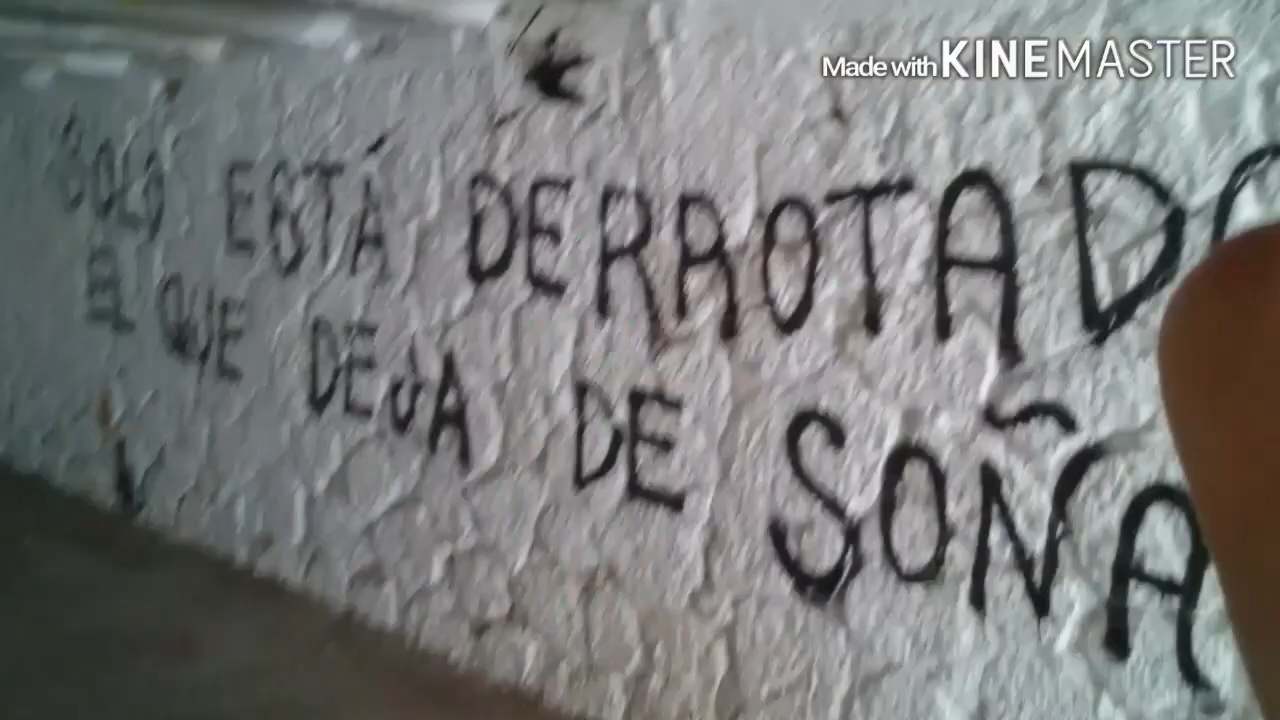 Made with KINEMASTER
SOLO ESTÁ DERROTADO
EL QUE DEJA DE SOÑA